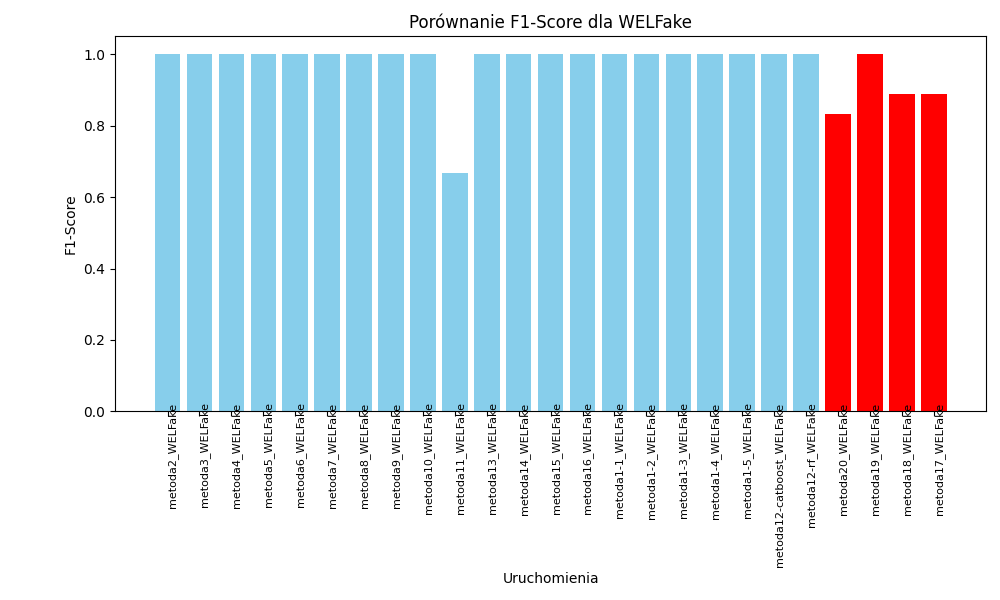 Porównanie F1-Score dla WELFake
F1-Score
1.0
0.8
0.6
0.4
0.2
0.0
metoda2_WELFake
metoda3_WELFake
metoda4_WELFake
metoda5_WELFake
metoda6_WELFake
metoda7_WELFake
metoda8_WELFake
metoda9_WELFake
metoda10_WELFake
metoda11_WELFake
metoda13_WELFake
metoda14_WELFake
metoda15_WELFake
metoda16_WELFake
metoda1-1_WELFake
metoda1-2_WELFake
metoda1-3_WELFake
metoda1-4_WELFake
metoda1-5_WELFake
metoda12-catboost_WELFake
metoda12-rf_WELFake
metoda20_WELFake
metoda19_WELFake
metoda18_WELFake
metoda17_WELFake
Uruchomienia